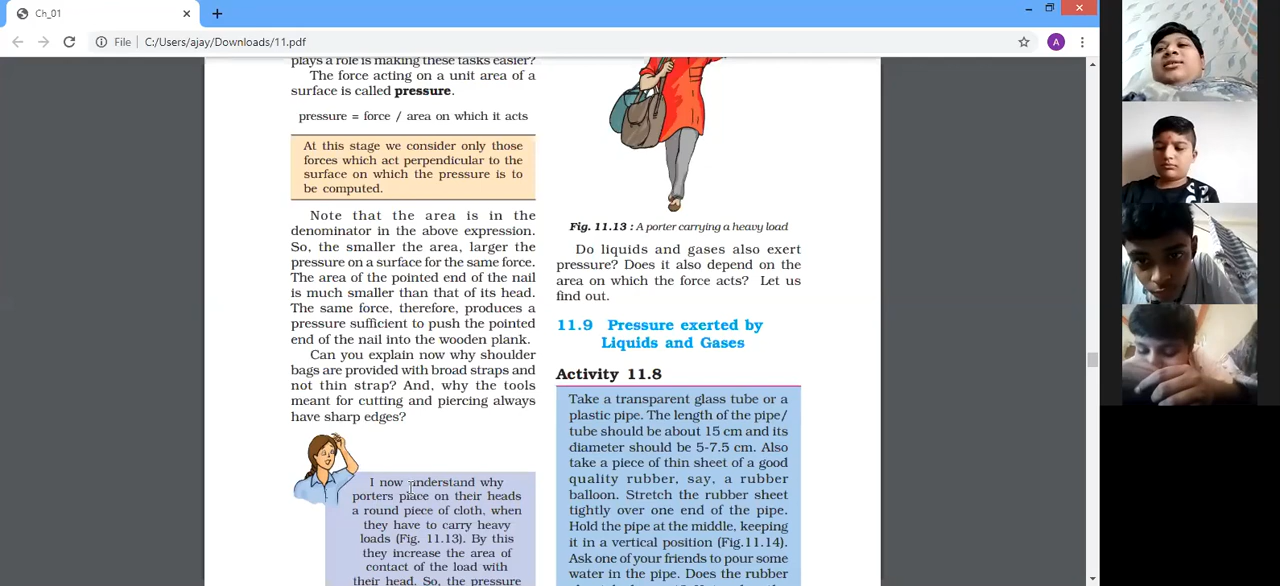 Ch_01
File
C:/Users/ajay/Downloads/11.pdf
A
plays a role is making these tasks easier?
The force acting on a unit area of a
surface is called pressure.
pressure = force / area on which it acts
At this stage we consider only those
forces which act perpendicular to the
surface on which the pressure is to
be computed.
Note that the area is in the
denominator in the above expression.
So, the smaller the area, larger the
pressure on a surface for the same force.
The area of the pointed end of the nail
is much smaller than that of its head.
The same force, therefore, produces a
pressure sufficient to push the pointed
end of the nail into the wooden plank.
Can you explain now why shoulder
bags are provided with broad straps and
not thin strap? And, why the tools
meant for cutting and piercing always
have sharp edges?
I now understand why
porters place on their heads
a round piece of cloth, when
they have to carry heavy
loads (Fig. 11.13). By this
they increase the area of
contact of the load with
their head. So, the pressure
Fig. 11.13 : A porter carrying a heavy load
Do liquids and gases also exert
pressure? Does it also depend on the
area on which the force acts? Let us
find out.
11.9 Pressure exerted by
Liquids and Gases
Activity 11.8
Take a transparent glass tube or a
plastic pipe. The length of the pipe/
tube should be about 15 cm and its
diameter should be 5-7.5 cm. Also
take a piece of thin sheet of a good
quality rubber, say, a rubber
balloon. Stretch the rubber sheet
tightly over one end of the pipe.
Hold the pipe at the middle, keeping
it in a vertical position (Fig.11.14).
Ask one of your friends to pour some
water in the pipe. Does the rubber